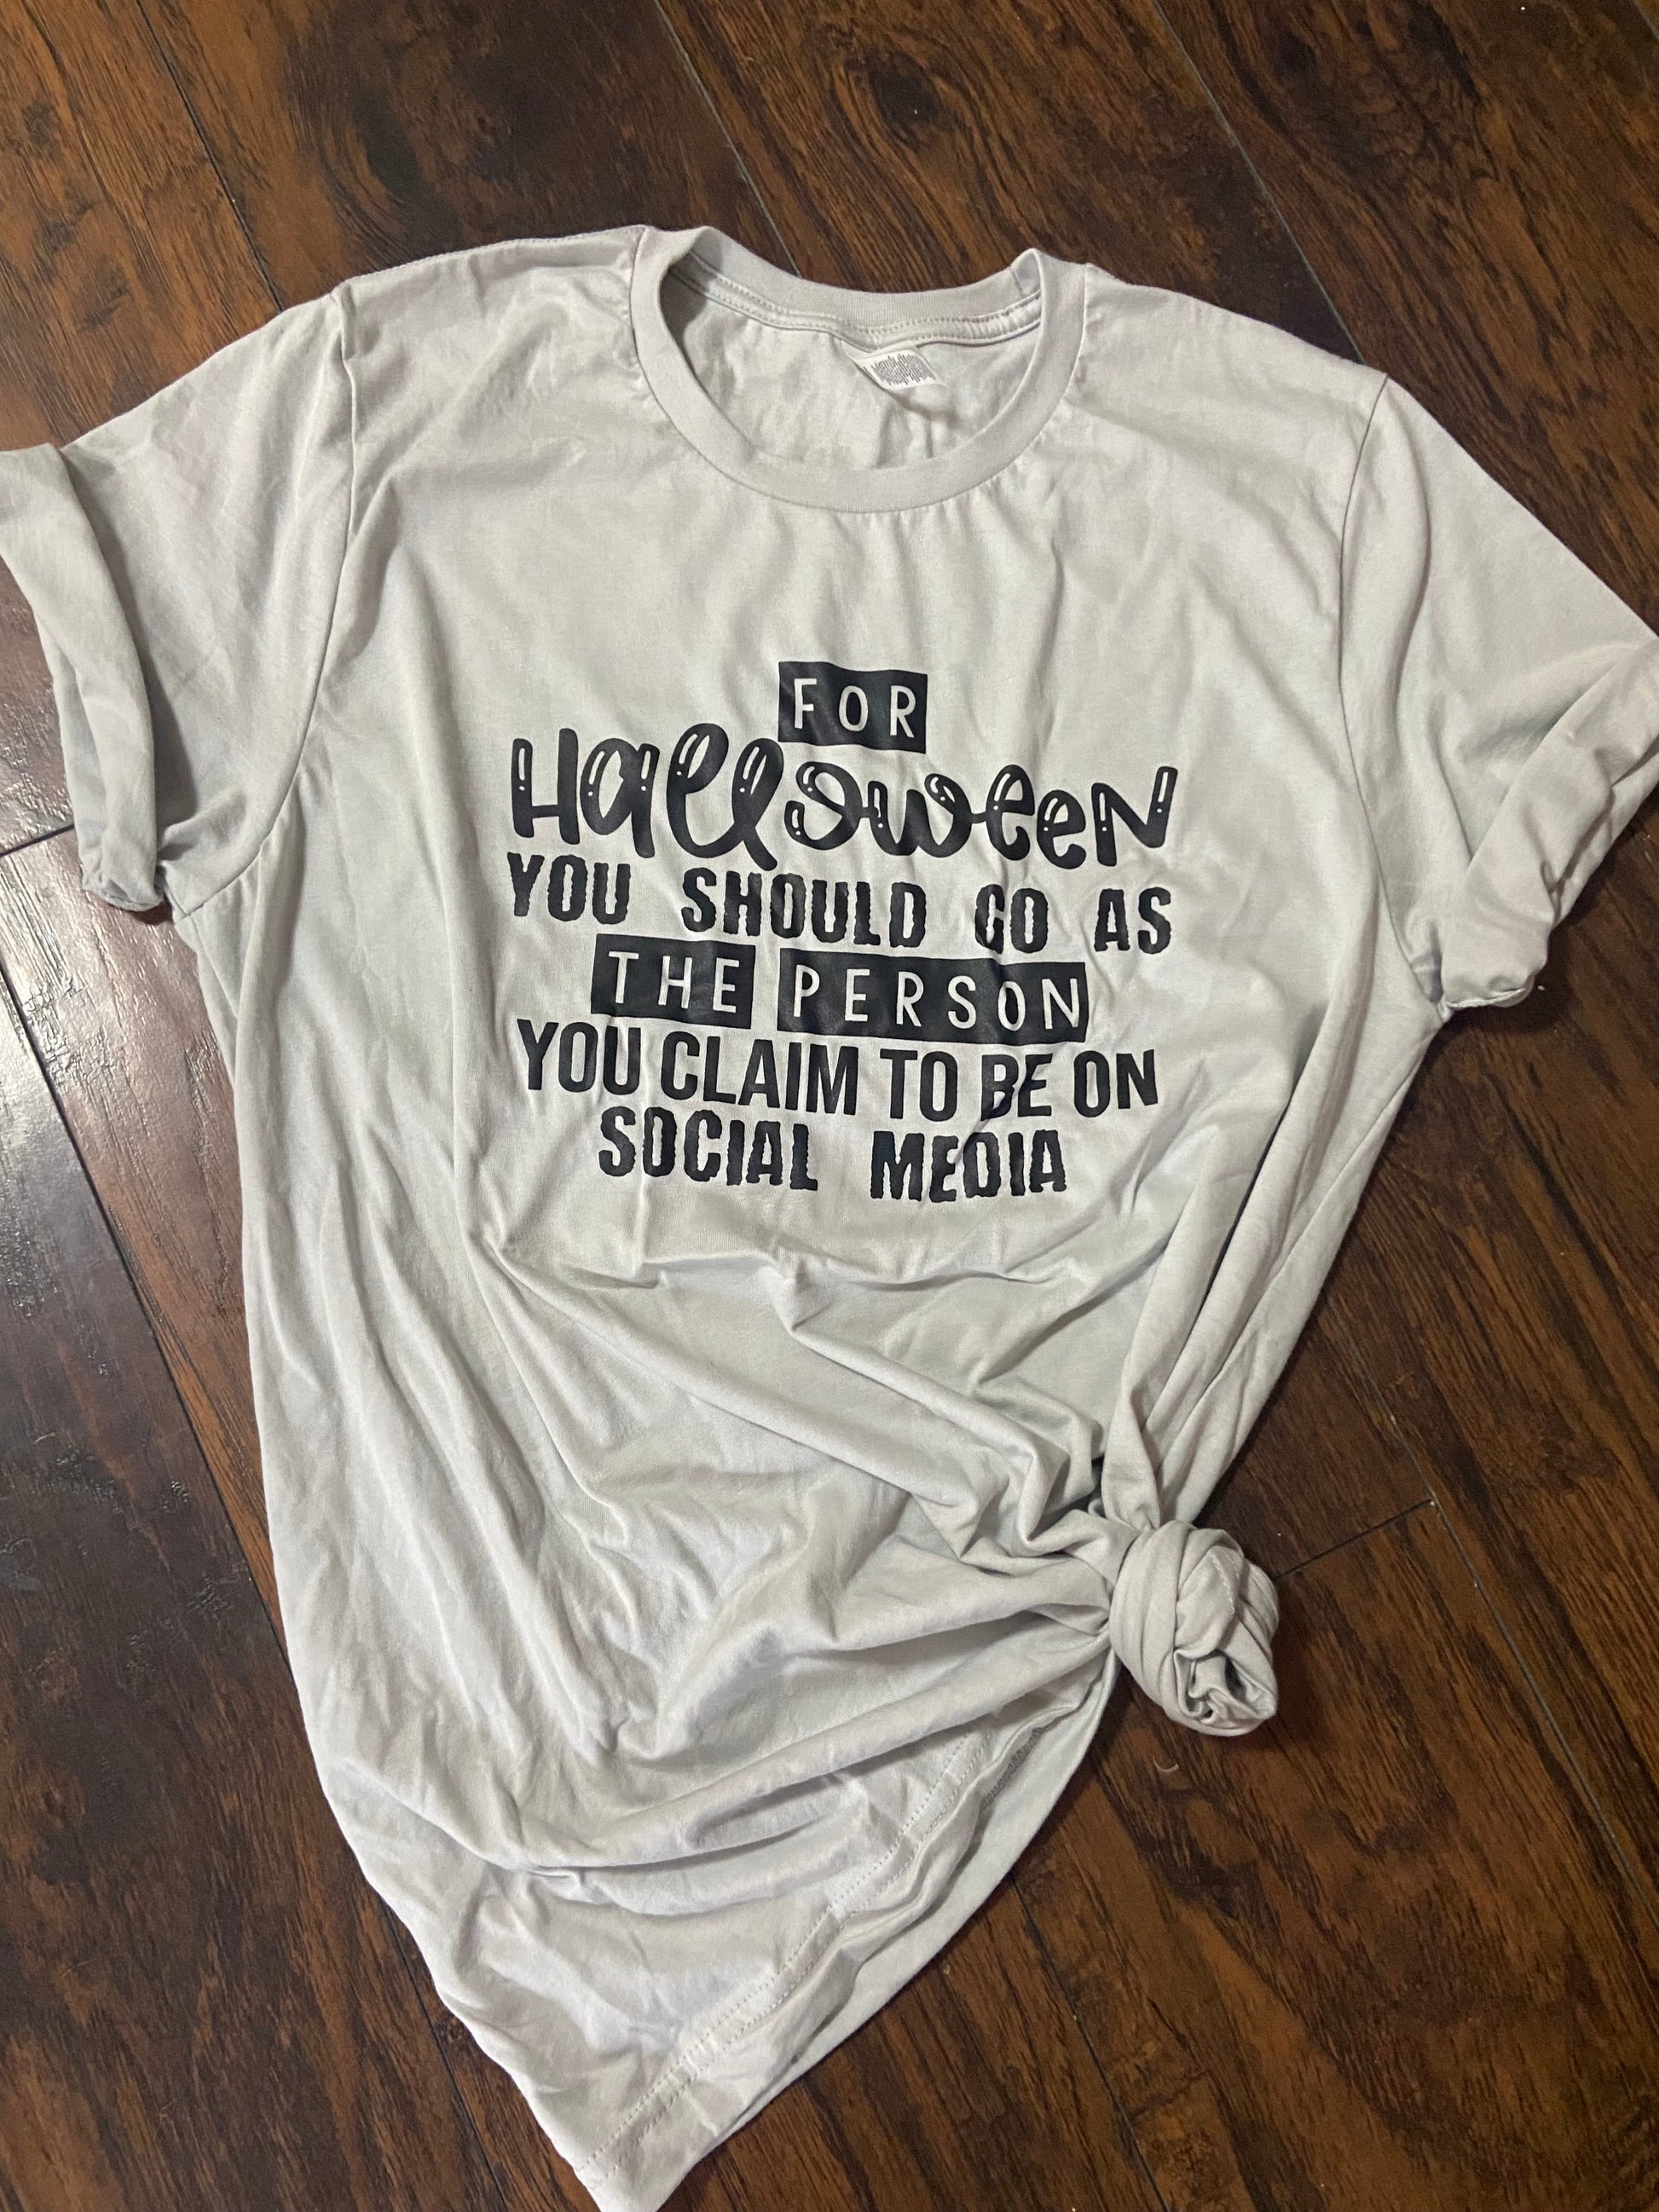 FOR
Halloween
YOU SHOULD GO AS
THE PERSON
YOU CLAIM TO BE ON
SOCIAL MEDIA